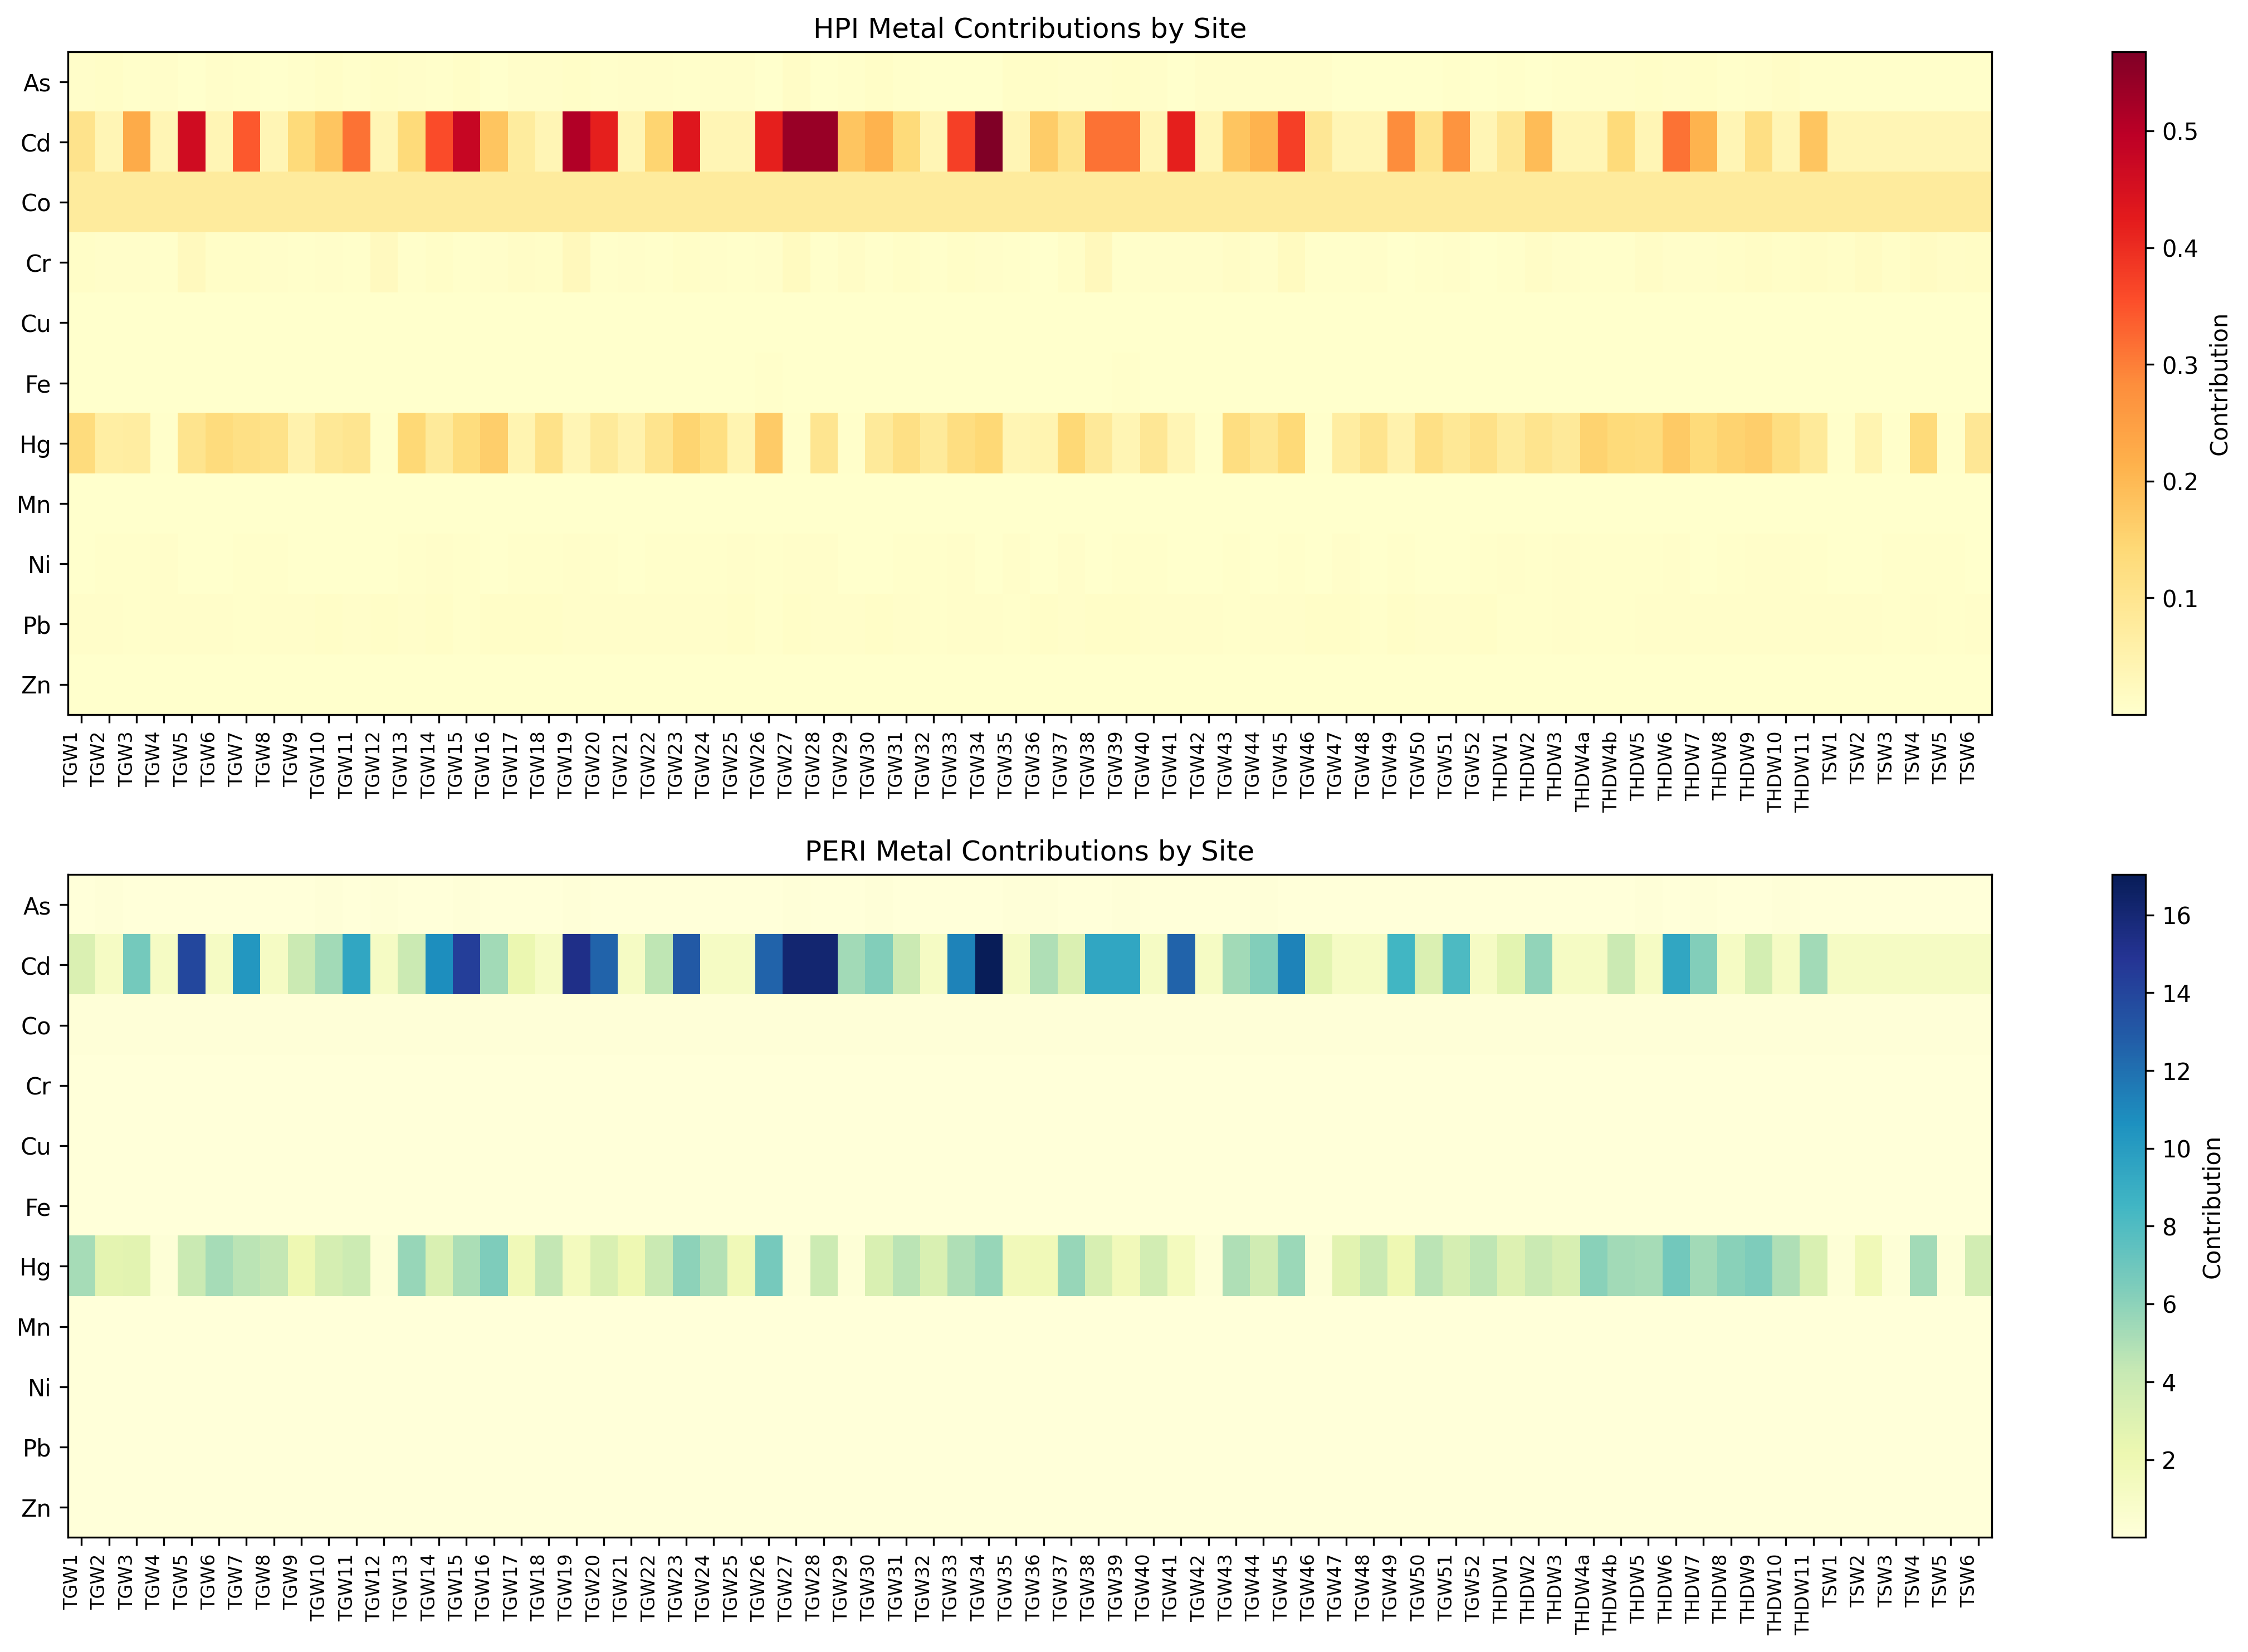 HPI Metal Contributions by Site
As
Cd
Co
Cr
Cu
Fe
Hg
Mn
Ni
Pb
Zn
TGW1 TGW2 TGW3 TGW4 TGW5 TGW6 TGW7 TGW8 TGW9 TGW10 TGW11 TGW12 TGW13 TGW14 TGW15 TGW16 TGW17 TGW18 TGW19 TGW20 TGW21 TGW22 TGW23 TGW24 TGW25 TGW26 TGW27 TGW28 TGW29 TGW30 TGW31 TGW32 TGW33 TGW34 TGW35 TGW36 TGW37 TGW38 TGW39 TGW40 TGW41 TGW42 TGW43 TGW44 TGW45 TGW46 TGW47 TGW48 TGW49 TGW50 TGW51 TGW52 THDW1 THDW2 THDW3 THDW4a THDW4b THDW5 THDW6 THDW7 THDW8 THDW9 THDW10 THDW11 TSW1 TSW2 TSW3 TSW4 TSW5 TSW6
0.5
0.4
0.3
0.2
0.1
Contribution
PERI Metal Contributions by Site
As
Cd
Co
Cr
Cu
Fe
Hg
Mn
Ni
Pb
Zn
TGW1 TGW2 TGW3 TGW4 TGW5 TGW6 TGW7 TGW8 TGW9 TGW10 TGW11 TGW12 TGW13 TGW14 TGW15 TGW16 TGW17 TGW18 TGW19 TGW20 TGW21 TGW22 TGW23 TGW24 TGW25 TGW26 TGW27 TGW28 TGW29 TGW30 TGW31 TGW32 TGW33 TGW34 TGW35 TGW36 TGW37 TGW38 TGW39 TGW40 TGW41 TGW42 TGW43 TGW44 TGW45 TGW46 TGW47 TGW48 TGW49 TGW50 TGW51 TGW52 THDW1 THDW2 THDW3 THDW4a THDW4b THDW5 THDW6 THDW7 THDW8 THDW9 THDW10 THDW11 TSW1 TSW2 TSW3 TSW4 TSW5 TSW6
16
14
12
10
8
6
4
2
Contribution